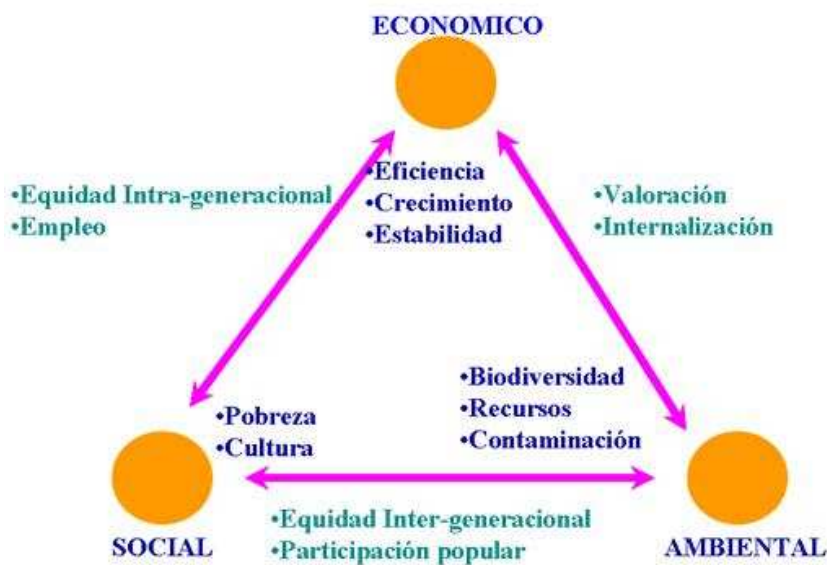 ECONOMICO
•Eficiencia
•Crecimiento
•Estabilidad
•Equidad Intra-generacional
•Empleo
•Valoración
•Internalización
•Pobreza
•Cultura
•Biodiversidad
•Recursos
•Contaminación
SOCIAL
•Equidad Inter-generacional
•Participación popular
AMBIENTAL